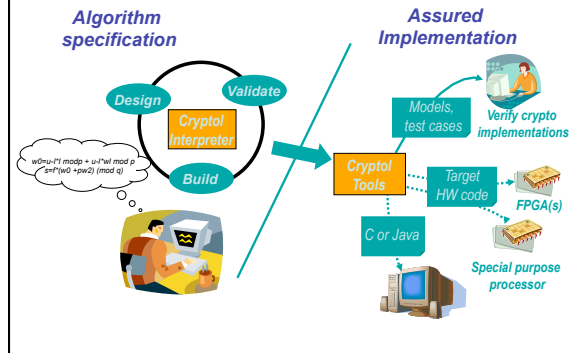 Algorithm
specification
Assured
Implementation
Design
Validate
Cryptol
Interpreter
Build
w0=u-l*l modp + u-l*wl mod p
s=f*(w0 +pw2) (mod q)
Models,
test cases
Verify crypto
implementations
Cryptol
Tools
Target
HW code
FPGA(s)
C or Java
Special purpose
processor